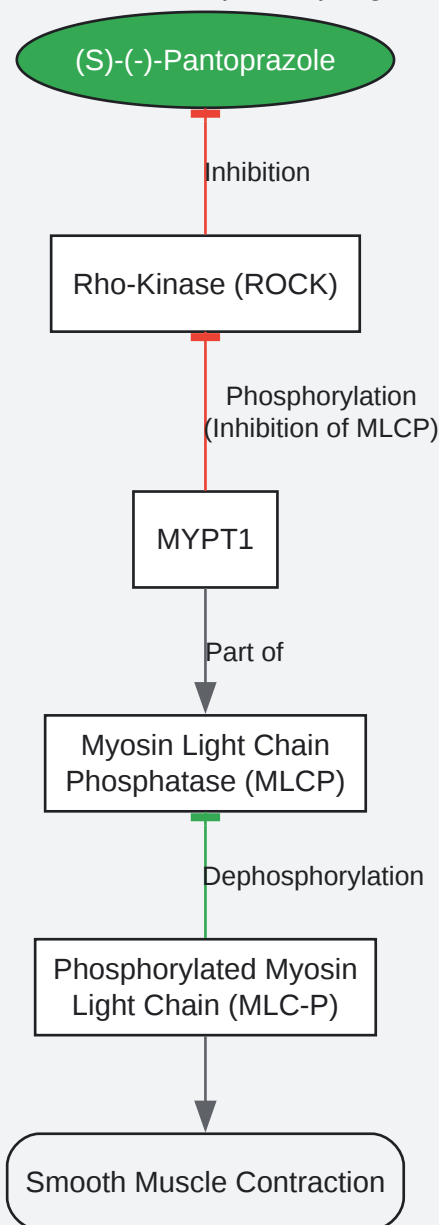 (S)-(-)-Pantoprazole
Inhibition
Rho-Kinase (ROCK)
Phosphorylation
(Inhibition of MLCP)
MYPT1
Part of
Myosin Light Chain
Phosphatase (MLCP)
Dephosphorylation
Phosphorylated Myosin
Light Chain (MLC-P)
Smooth Muscle Contraction